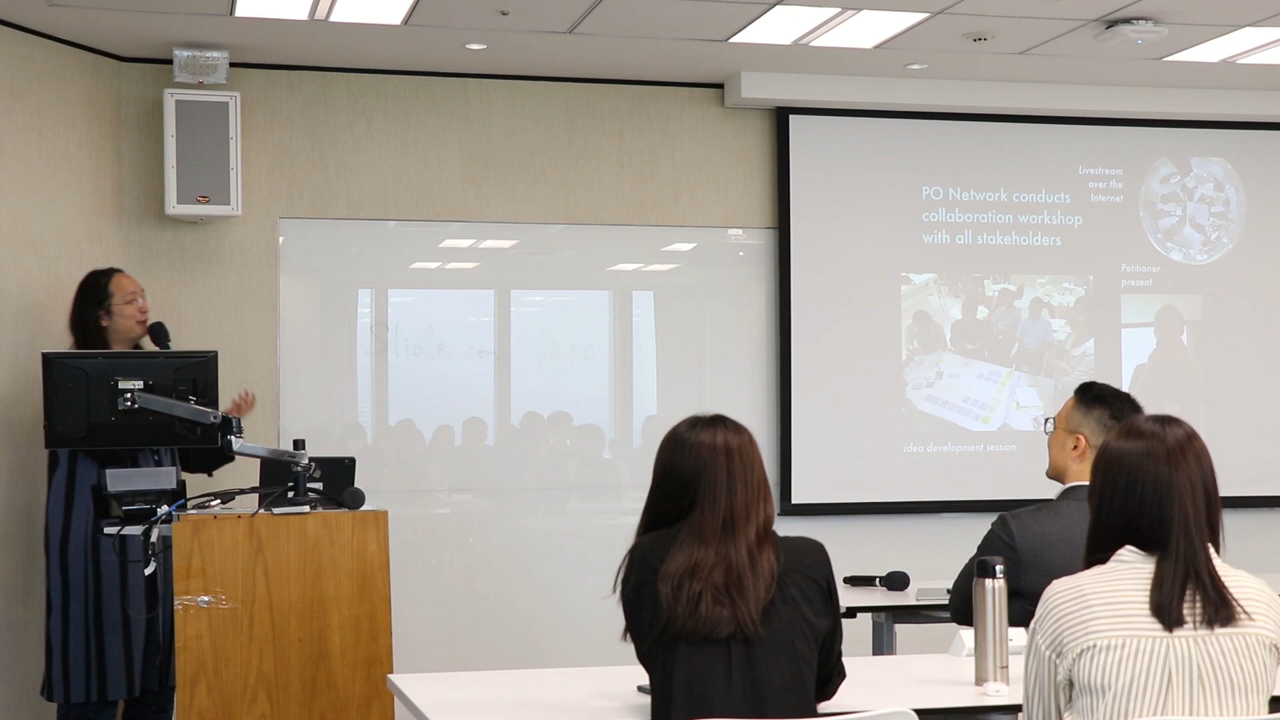 PO Network conducts
collaboration workshop
with all stakeholders
Livestream
over the
Internet
Petitioner
present
idea development session